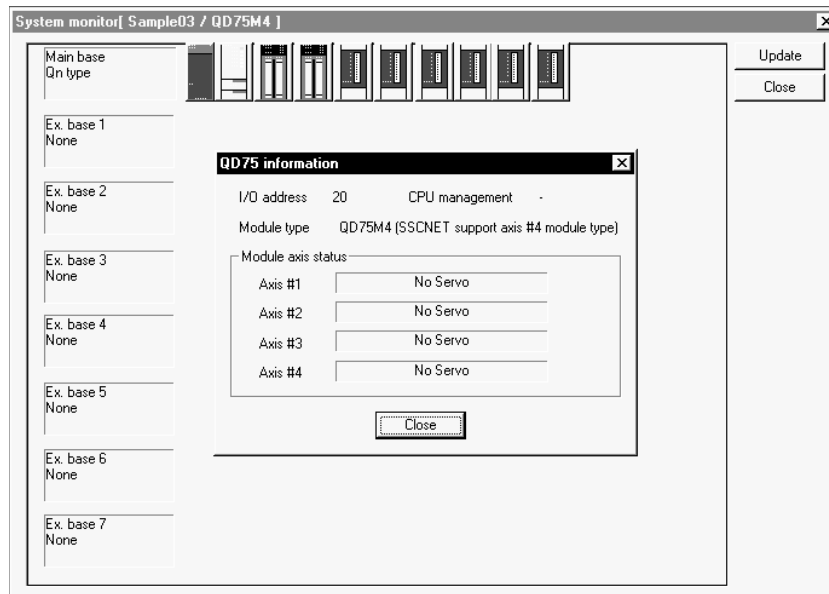 System monitor[ Sample03 / QD75M4 ]
Main base
Qn type
Update
Close
Ex. base 1
None
Ex. base 2
None
Ex. base 3
None
Ex. base 4
None
Ex. base 5
None
Ex. base 6
None
Ex. base 7
None
QD75 information
I/O address 20 CPU management -
Module type QD75M4 (SSCNET support axis #4 module type)
Module axis status
Axis #1 No Servo
Axis #2 No Servo
Axis #3 No Servo
Axis #4 No Servo
Close